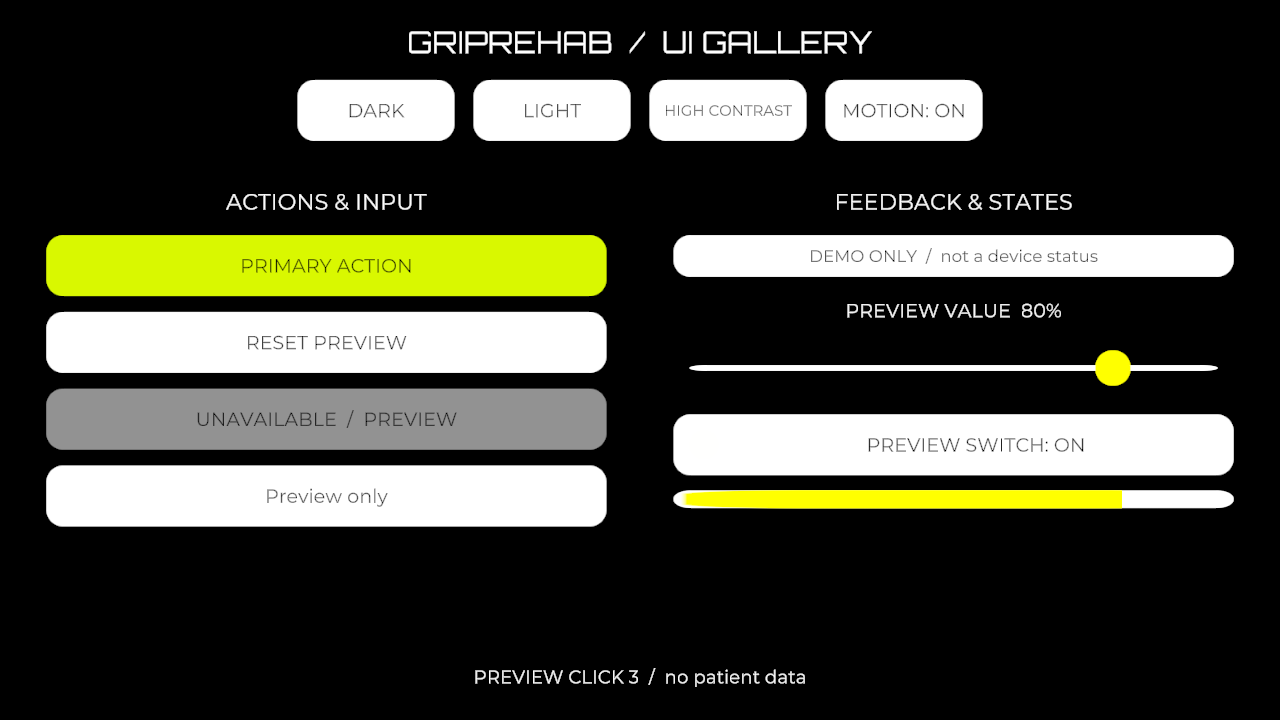 GRIPREHAB / UI GALLERY
DARK
LIGHT
HIGH CONTRAST
MOTION: ON
ACTIONS & INPUT
PRIMARY ACTION
RESET PREVIEW
UNAVAILABLE / PREVIEW
Preview only
FEEDBACK & STATES
DEMO ONLY / not a device status
PREVIEW VALUE 80%
PREVIEW SWITCH: ON
PREVIEW CLICK 3 / no patient data